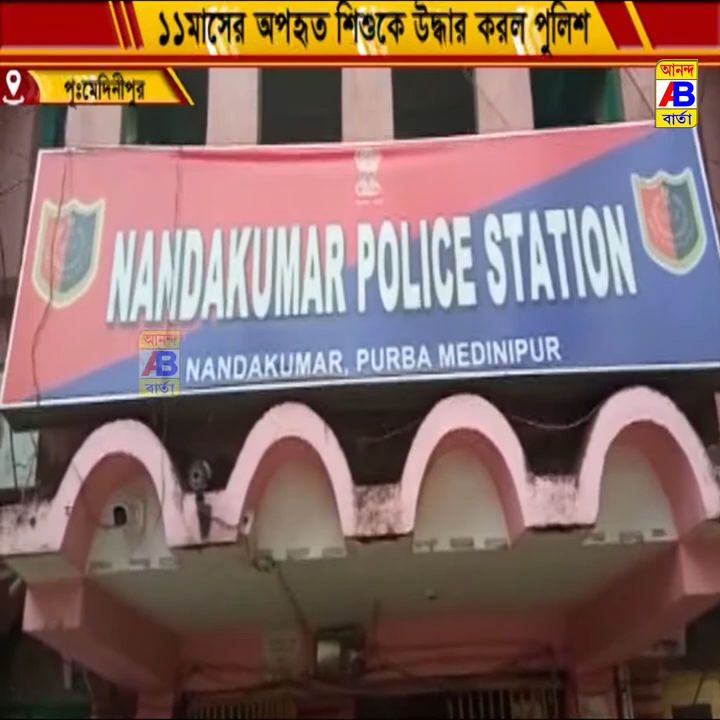 ১১মাসের অপহৃত শিশুকে উদ্ধার করল পুলিশ
পূঃমেদিনীপুর
আনন্দ
AB
বার্তা
NANDAKUMAR POLICE STATION
আনন্দ
AB
বার্তা
NANDAKUMAR, PURBA MEDINIPUR